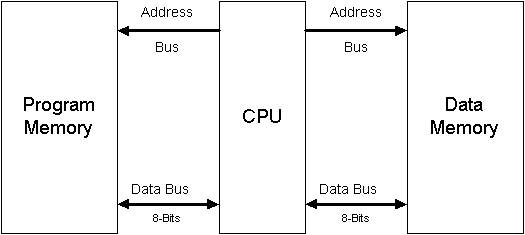 Address
Bus
Address
Bus
Program
Memory
CPU
Data
Memory
Data Bus
8-Bits
Data Bus
8-Bits